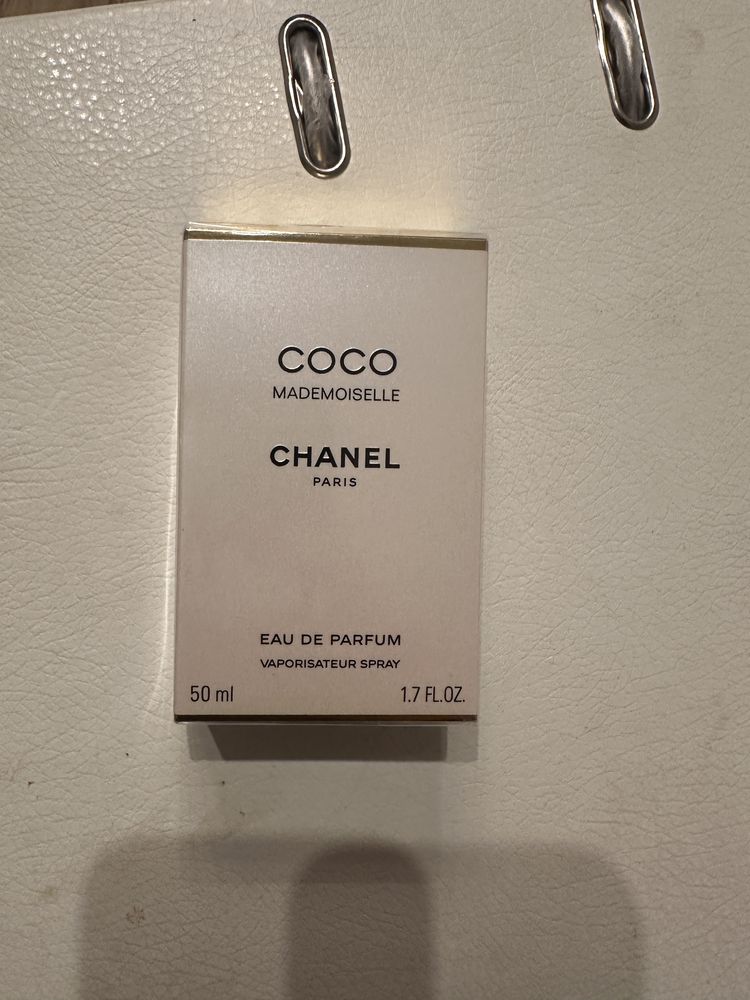 COCO
MADEMOISELLE
CHANEL
PARIS
EAU DE PARFUM
VAPORISATEUR SPRAY
50 ml 1.7 FL.OZ.